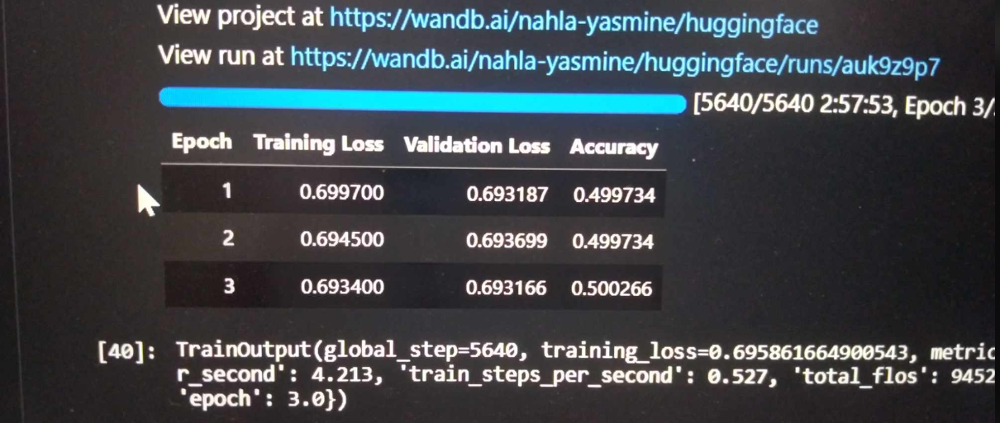 View project at https://wandb.ai/nahla-yasmine/huggingface
View run at https://wandb.ai/nahla-yasmine/huggingface/runs/auk9z9p7
[5640/5640 2:57:53, Epoch 3/
Epoch Training Loss Validation Loss Accuracy
1 0.699700 0.693187 0.499734
2 0.694500 0.693699 0.499734
3 0.693400 0.693166 0.500266
[40]: TrainOutput(global_step=5640, training_loss=0.695861664900543, metric
r_second': 4.213, 'train_steps_per_second': 0.527, 'total_flos': 9452
'epoch': 3.0})